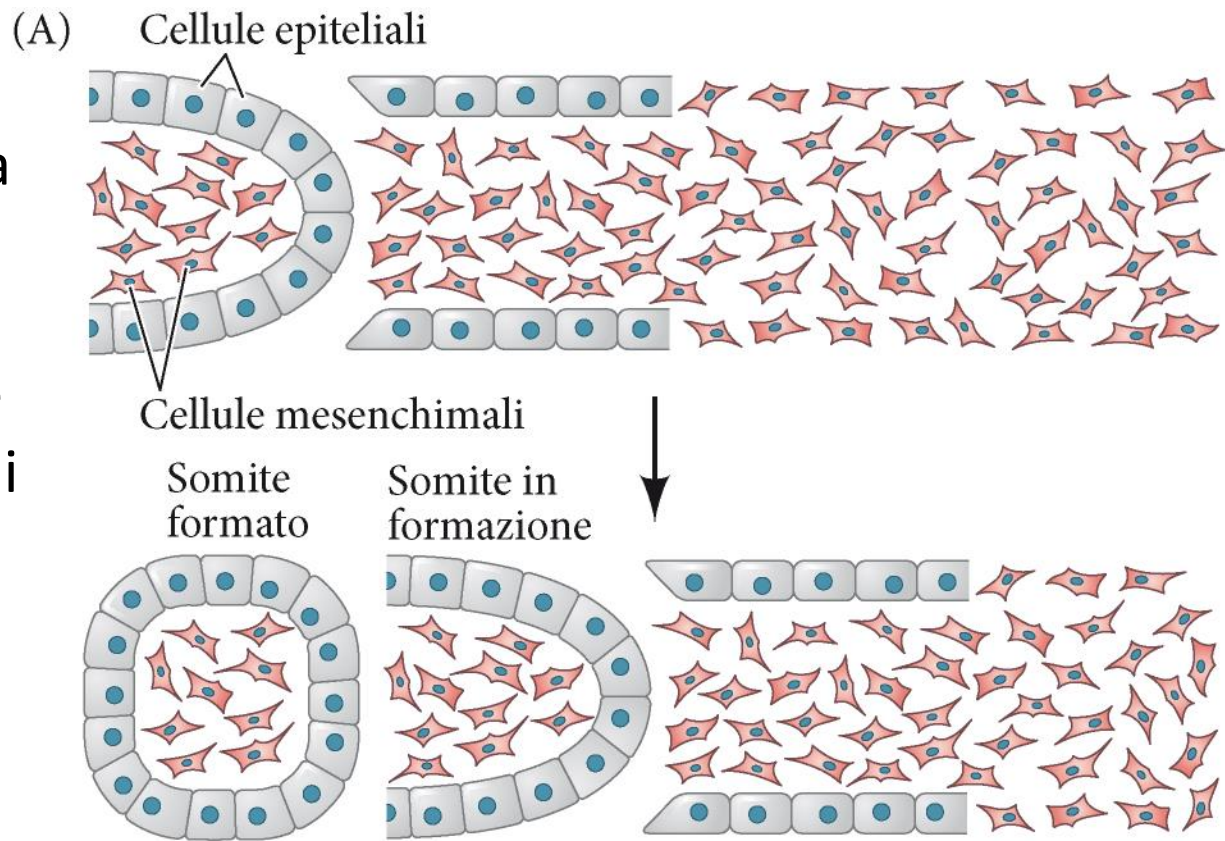 (A) Cellule epiteliali
a
Cellule mesenchimali
i
Somite
formato
Somite in
formazione